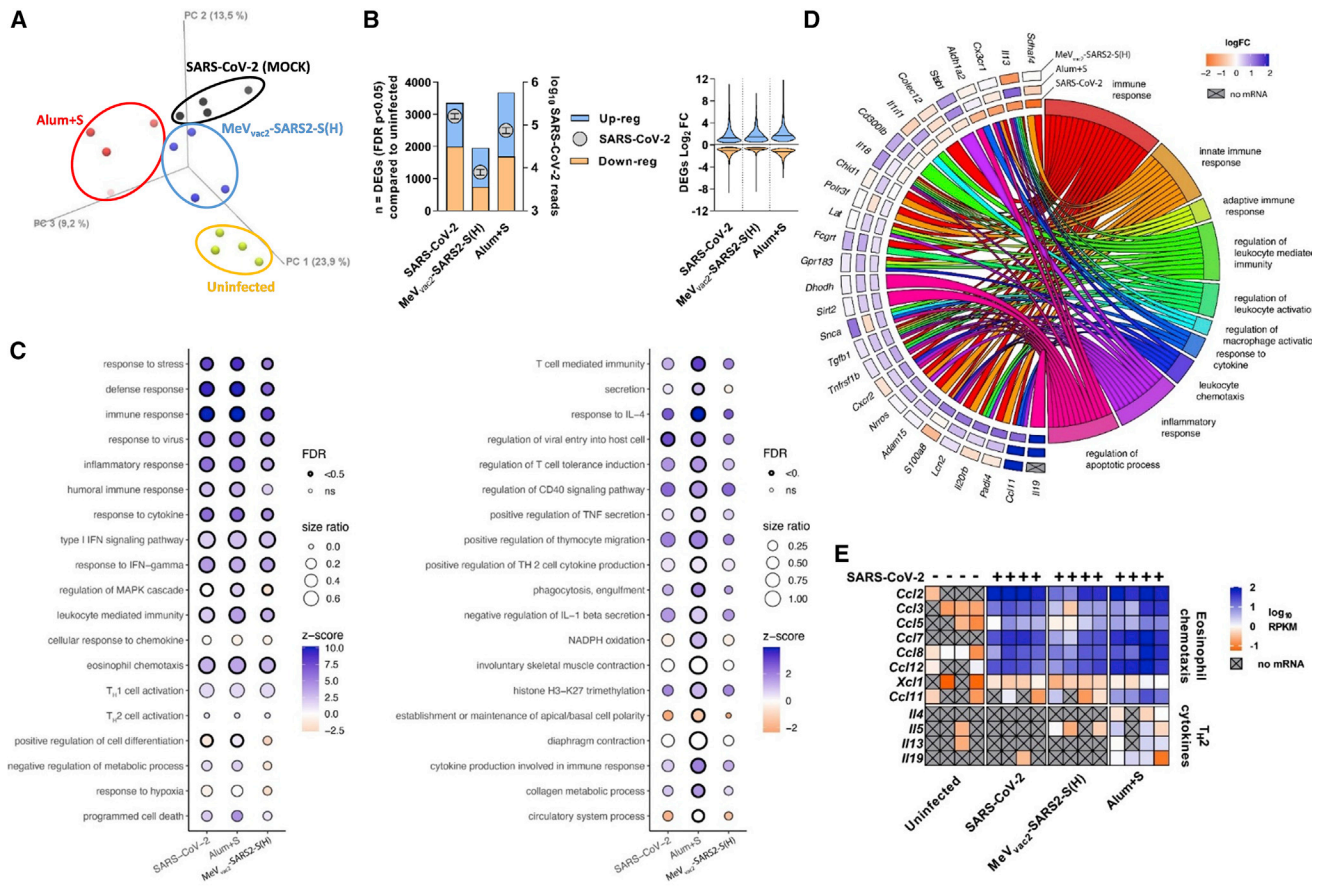 A
PC 2 (13,5 %)
SARS-CoV-2 (MOCK)
Alum+S
MeVvac2-SARS2-S(H)
PC 3 (9,2 %)
PC 1 (23,9 %)
Uninfected
B
n = DEGs (FDR p<0.05)
compared to uninfected
4000
3000
2000
1000
0
6
5
4
3
log10 SARS-CoV-2 reads
Up-reg
SARS-CoV-2
Down-reg
SARS-CoV-2
MeVvac2-SARS2-S(H)
Alum+S
DEGs Log2 FC
12
8
4
0
-4
-8
-12
SARS-CoV-2
MeVvac2-SARS2-S(H)
Alum+S
C
response to stress
defense response
immune response
response to virus
inflammatory response
humoral immune response
response to cytokine
type I IFN signaling pathway
response to IFN-gamma
regulation of MAPK cascade
leukocyte mediated immunity
cellular response to chemokine
eosinophil chemotaxis
TH1 cell activation
TH2 cell activation
positive regulation of cell differentiation
negative regulation of metabolic process
response to hypoxia
programmed cell death
SARS-CoV-2
Alum+S
MeVvac2-SARS2-S(H)
FDR
<0.5
ns
size ratio
0.0
0.2
0.4
0.6
z-score
10.0
7.5
5.0
2.5
0.0
-2.5
T cell mediated immunity
secretion
response to IL-4
regulation of viral entry into host cell
regulation of T cell tolerance induction
regulation of CD40 signaling pathway
positive regulation of TNF secretion
positive regulation of thymocyte migration
positive regulation of TH 2 cell cytokine production
phagocytosis, engulfment
negative regulation of IL-1 beta secretion
NADPH oxidation
involuntary skeletal muscle contraction
histone H3-K27 trimethylation
establishment or maintenance of apical/basal cell polarity
diaphragm contraction
cytokine production involved in immune response
collagen metabolic process
circulatory system process
SARS-CoV-2
Alum+S
MeVvac2-SARS2-S(H)
FDR
<0.
ns
size ratio
0.25
0.50
0.75
1.00
z-score
2
0
-2
D
Sdhaf4
Il13
Cx3cr1
Aldh1a2
Stab1
Colec12
Il1rl1
Cd300lb
Il18
Chid1
Polr3f
Lat
Fcgrt
Gpr183
Dhodh
Sirt2
Snca
Tgfb1
Tnfrsf1b
Cxcr2
Nrros
Adam15
S100a8
Lcn2
Il20rb
Padi4
Ccl11
Il19
MeVvac2-SARS2-S(H)
Alum+S
SARS-CoV-2
immune
response
innate immune
response
adaptive immune
response
regulation of
leukocyte mediated
immunity
regulation of
leukocyte activatio
regulation of
macrophage activatio
response to
cytokine
leukocyte
chemotaxis
inflammatory
response
regulation of
apoptotic process
logFC
-2 -1 0 1 2
no mRNA
E
SARS-CoV-2 - - - - + + + + + + + + + + + +
Ccl2
Ccl3
Ccl5
Ccl7
Ccl8
Ccl12
Xcl1
Ccl11
Il4
Il5
Il13
Il19
Eosinophil
chemotaxis
TH2
cytokines
2
1
0
-1
log10
RPKM
no mRNA
Uninfected
SARS-CoV-2
MeVvac2-SARS2-S(H)
Alum+S